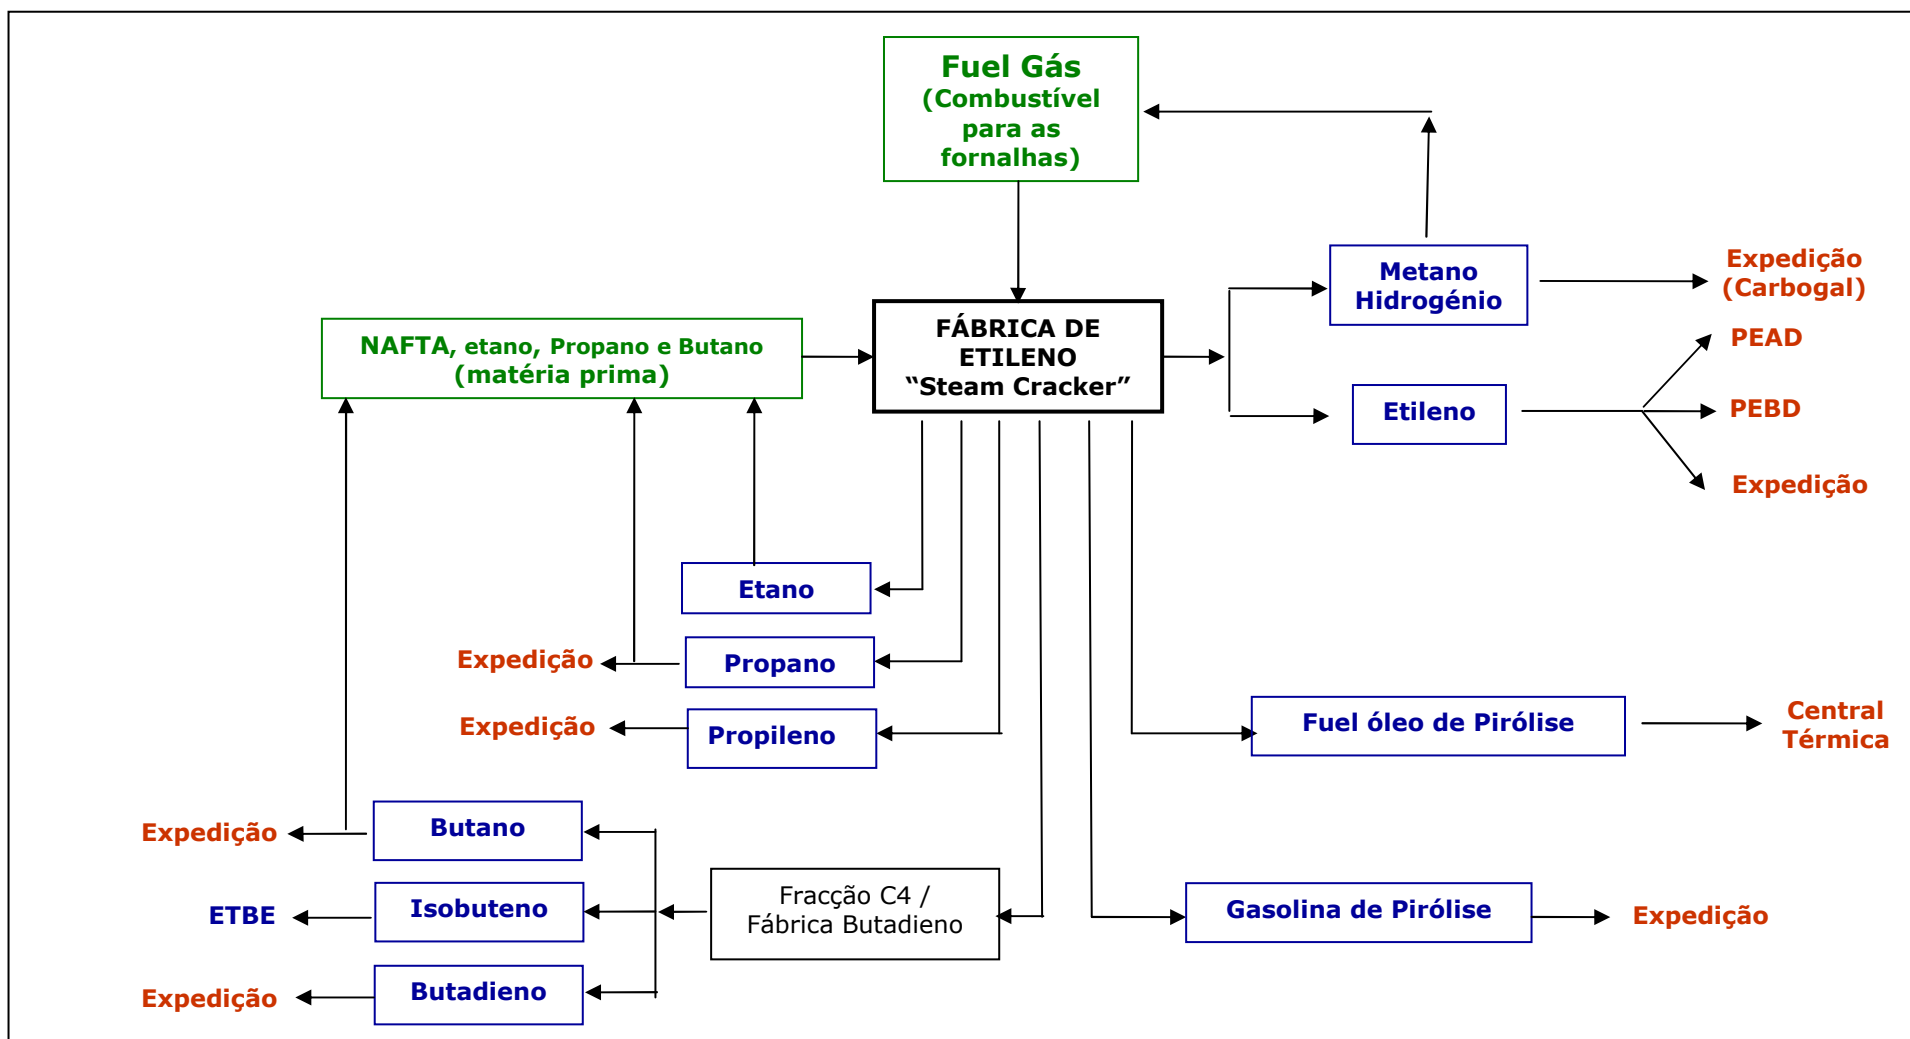 Fuel Gás
(Combustível
para as
fornalhas)
Metano
Hidrogénio
Expedição
(Carbogal)
NAFTA, etano, Propano e Butano
(matéria prima)
FÁBRICA DE
ETILENO
“Steam Cracker”
PEAD
Etileno
PEBD
Expedição
Etano
Expedição
Propano
Expedição
Propileno
Fuel óleo de Pirólise
Central
Térmica
Expedição
Butano
ETBE
Isobuteno
Fracção C4 /
Fábrica Butadieno
Gasolina de Pirólise
Expedição
Expedição
Butadieno